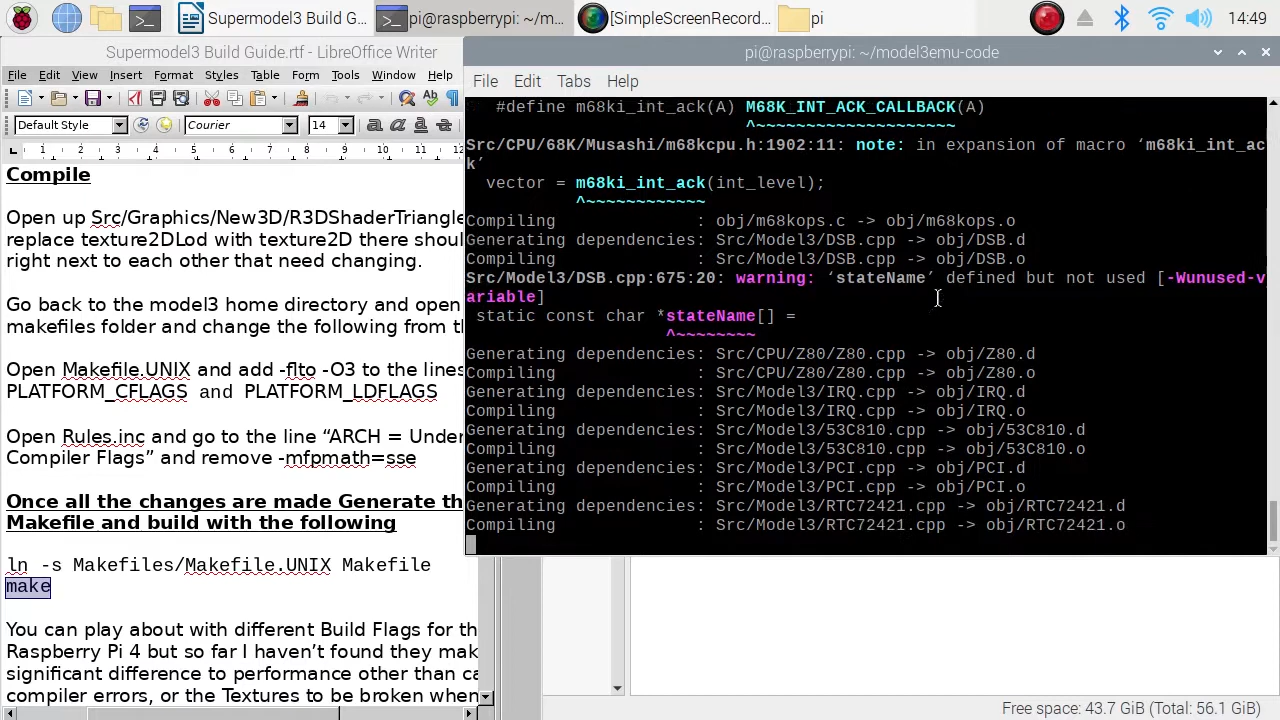 Supermodel3 Build G...
pi@raspberrypi: ~/m...
[SimpleScreenRecord...
pi
14:49
Supermodel3 Build Guide.rtf - LibreOffice Writer
File Edit View Insert Format Styles Table Form Tools Window Help
Default Style
Courier
14
1 2 3 4 5 6 7 8 9 10 11 12
Compile
Open up Src/Graphics/New3D/R3DShaderTriangle
replace texture2DLod with texture2D there shou
right next to each other that need changing.
Go back to the model3 home directory and open
makefiles folder and change the following from t
Open Makefile.UNIX and add -flto -O3 to the lines
PLATFORM_CFLAGS and PLATFORM_LDFLAGS
Open Rules.inc and go to the line “ARCH = Under
Compiler Flags” and remove -mfpmath=sse
Once all the changes are made Generate th
Makefile and build with the following
ln -s Makefiles/Makefile.UNIX Makefile
make
You can play about with different Build Flags for th
Raspberry Pi 4 but so far I haven’t found they mak
significant difference to performance other than ca
compiler errors, or the Textures to be broken when
pi@raspberrypi: ~/model3emu-code
File Edit Tabs Help
#define m68ki_int_ack(A) M68K_INT_ACK_CALLBACK(A)
^~~~~~~~~~~~~~~~~~~~~
Src/CPU/68K/Musashi/m68kcpu.h:1902:11: note: in expansion of macro ‘m68ki_int_ac
k’
vector = m68ki_int_ack(int_level);
^~~~~~~~~~~~~
Compiling : obj/m68kops.c -> obj/m68kops.o
Generating dependencies: Src/Model3/DSB.cpp -> obj/DSB.d
Compiling : Src/Model3/DSB.cpp -> obj/DSB.o
Src/Model3/DSB.cpp:675:20: warning: ‘stateName’ defined but not used [-Wunused-v
ariable]
static const char *stateName[] =
^~~~~~~~~
Generating dependencies: Src/CPU/Z80/Z80.cpp -> obj/Z80.d
Compiling : Src/CPU/Z80/Z80.cpp -> obj/Z80.o
Generating dependencies: Src/Model3/IRQ.cpp -> obj/IRQ.d
Compiling : Src/Model3/IRQ.cpp -> obj/IRQ.o
Generating dependencies: Src/Model3/53C810.cpp -> obj/53C810.d
Compiling : Src/Model3/53C810.cpp -> obj/53C810.o
Generating dependencies: Src/Model3/PCI.cpp -> obj/PCI.d
Compiling : Src/Model3/PCI.cpp -> obj/PCI.o
Generating dependencies: Src/Model3/RTC72421.cpp -> obj/RTC72421.d
Compiling : Src/Model3/RTC72421.cpp -> obj/RTC72421.o
Free space: 43.7 GiB (Total: 56.1 GiB)